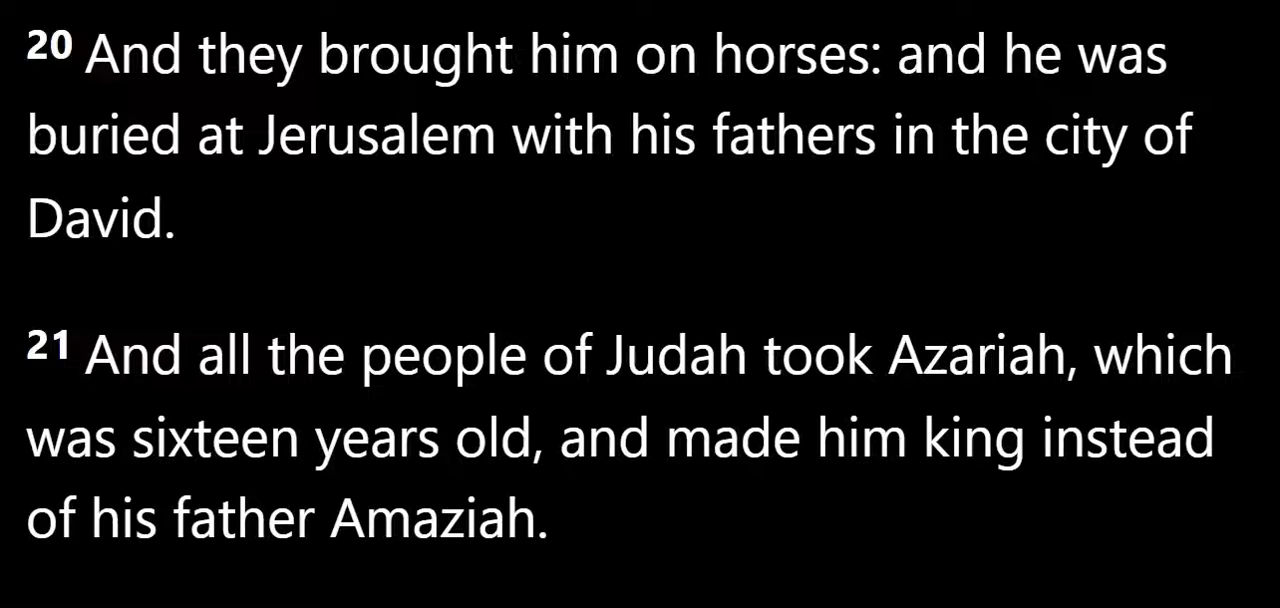 20 And they brought him on horses: and he was
buried at Jerusalem with his fathers in the city of
David.
21 And all the people of Judah took Azariah, which
was sixteen years old, and made him king instead
of his father Amaziah.